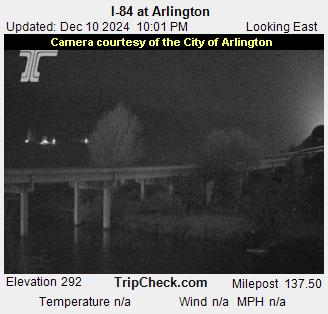 I-84 at Arlington
Updated: Dec 10 2024 10:01 PM Looking East
Camera courtesy of the City of Arlington
Elevation 292 TripCheck.com Milepost 137.50
Temperature n/a Wind n/a MPH n/a